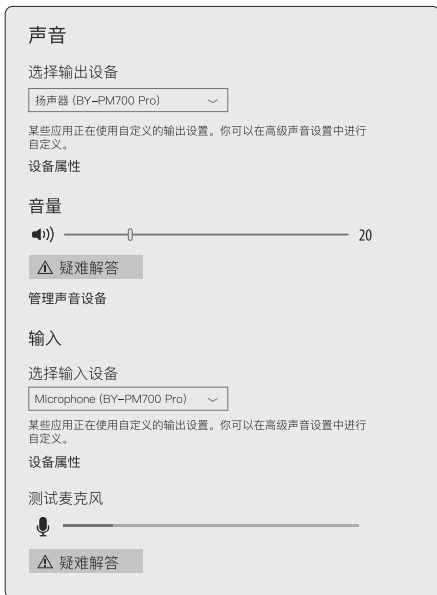 声音
选择输出设备
扬声器 (BY-PM700 Pro)
某些应用正在使用自定义的输出设置。你可以在高级声音设置中进行
自定义。
设备属性
音量
20
疑难解答
管理声音设备
输入
选择输入设备
Microphone (BY-PM700 Pro)
某些应用正在使用自定义的输出设置。你可以在高级声音设置中进行
自定义。
设备属性
测试麦克风
疑难解答